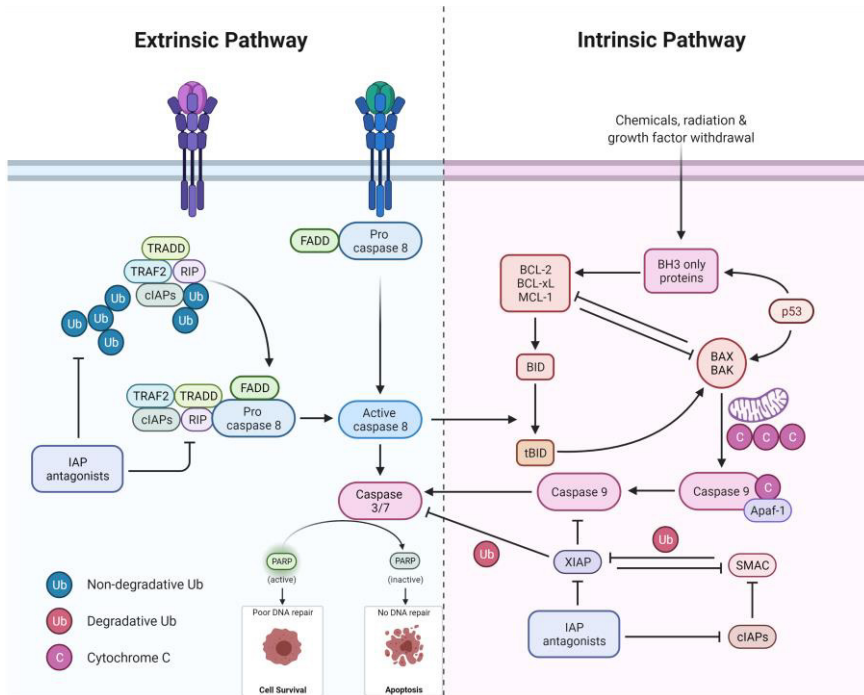 Extrinsic Pathway
Intrinsic Pathway
Chemicals, radiation &
growth factor withdrawal
FADD
Pro
caspase 8
TRADD
TRAF2
RIP
cIAPs
Ub
Ub
Ub
Ub
Ub
Ub
BCL-2
BCL-xL
MCL-1
BH3 only
proteins
p53
BAX
BAK
BID
C
C
C
FADD
TRAF2
TRADD
cIAPs
RIP
Pro
caspase 8
Active
caspase 8
tBID
IAP
antagonists
Caspase
3/7
Caspase 9
Caspase 9
C
Apaf-1
Ub
Ub
XIAP
SMAC
PARP
(active)
PARP
(inactive)
Poor DNA repair
No DNA repair
Cell Survival
Apoptosis
IAP
antagonists
cIAPs
Ub
Non-degradative Ub
Ub
Degradative Ub
C
Cytochrome C